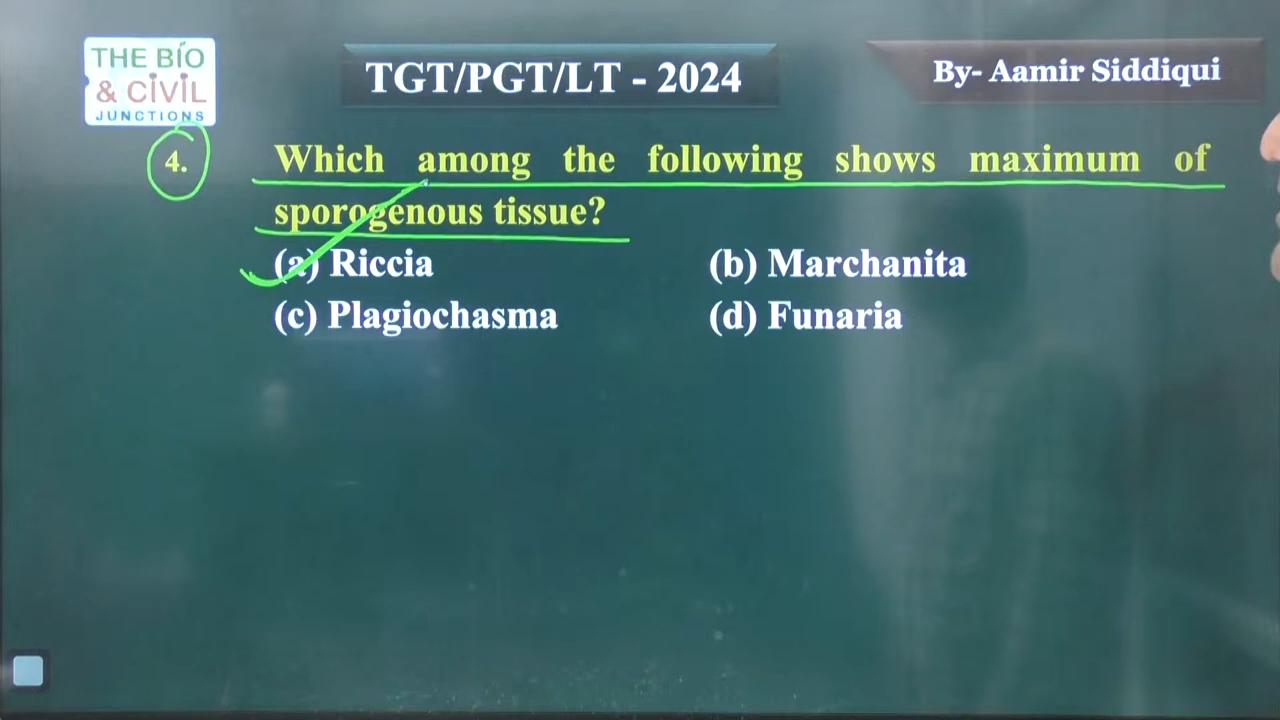 THE BIO
& CIVIL
JUNCTIONS
TGT/PGT/LT - 2024
By- Aamir Siddiqui
4.
Which among the following shows maximum of
sporogenous tissue?
(a) Riccia
(b) Marchanita
(c) Plagiochasma
(d) Funaria